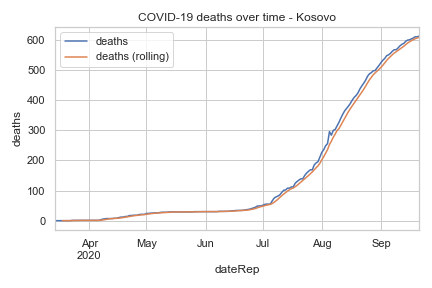 COVID-19 deaths over time - Kosovo
deaths
deaths (rolling)
600
500
400
300
200
100
0
deaths
Apr
2020
May
Jun
Jul
Aug
Sep
dateRep